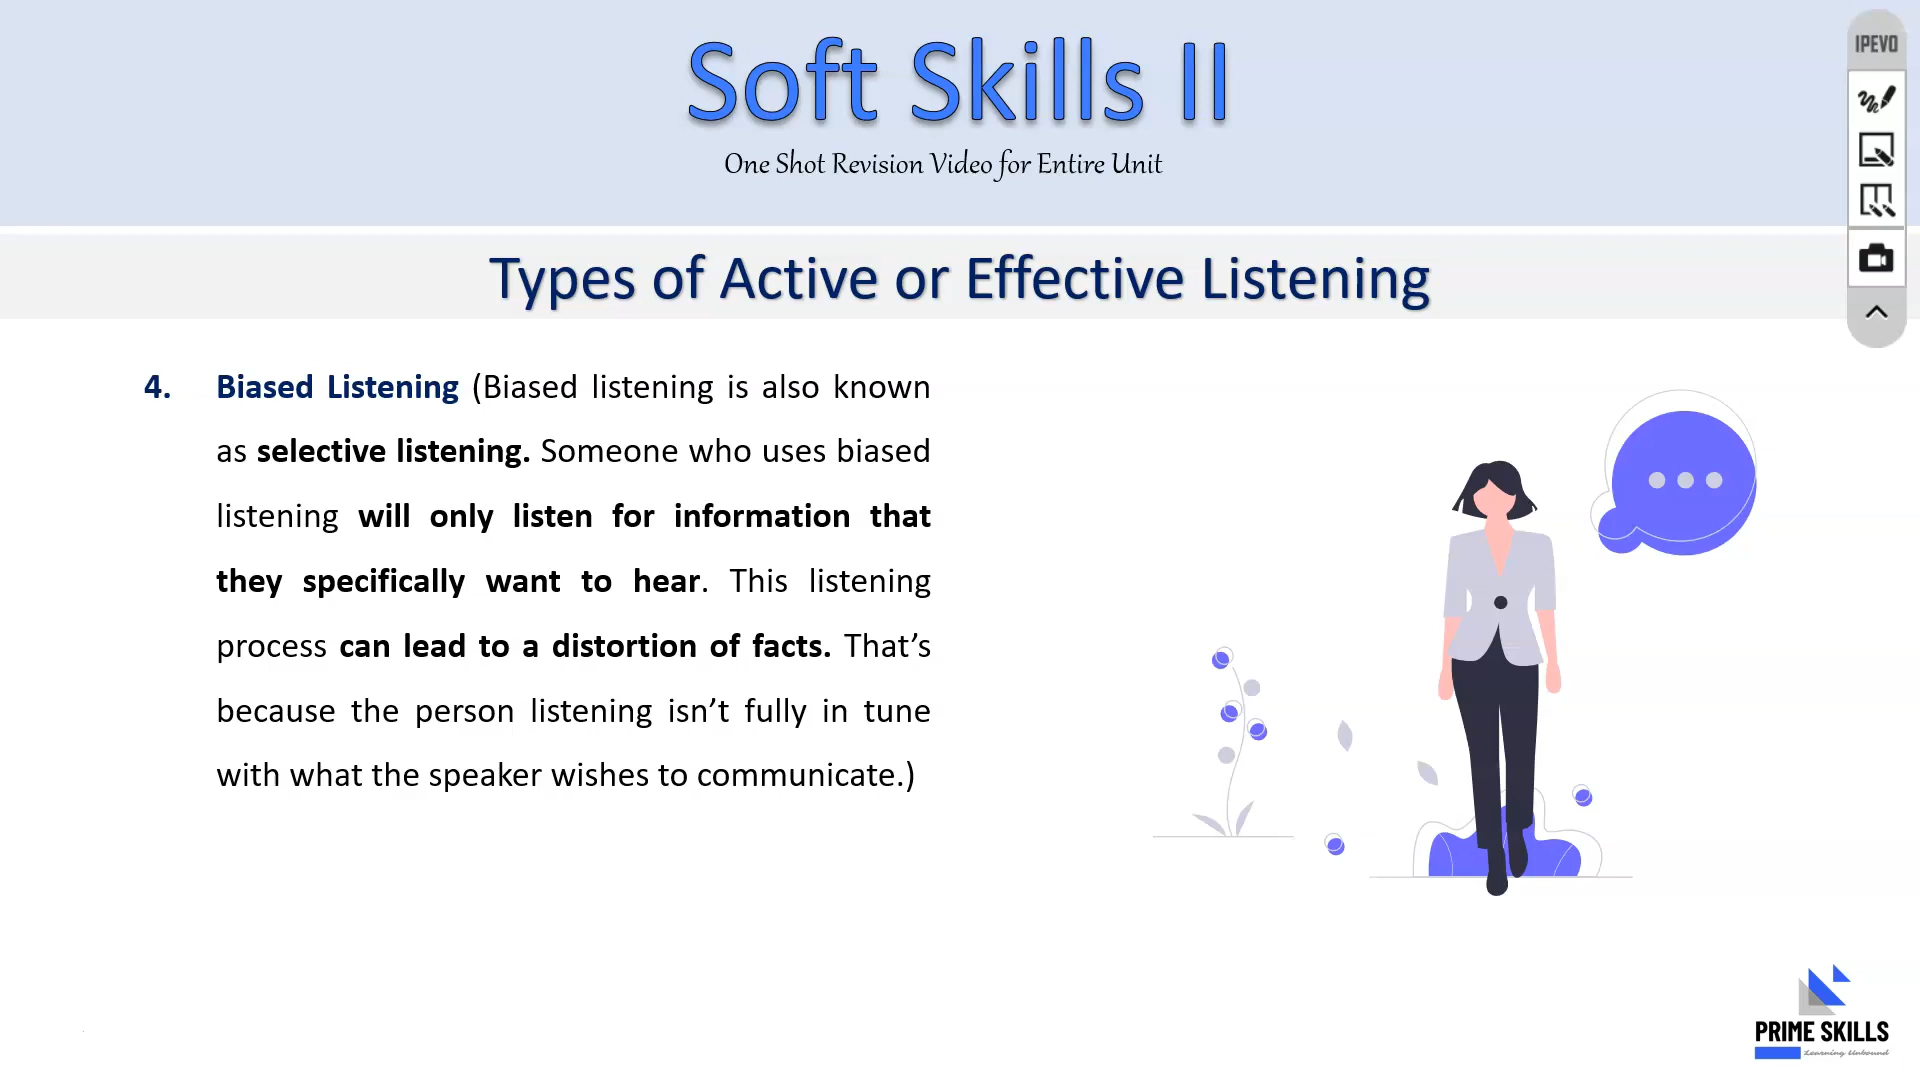 Soft Skills II
One Shot Revision Video for Entire Unit
IPEVO
Types of Active or Effective Listening
4. Biased Listening (Biased listening is also known
as selective listening. Someone who uses biased
listening will only listen for information that
they specifically want to hear. This listening
process can lead to a distortion of facts. That’s
because the person listening isn’t fully in tune
with what the speaker wishes to communicate.)
PRIME SKILLS
Learning Unbound